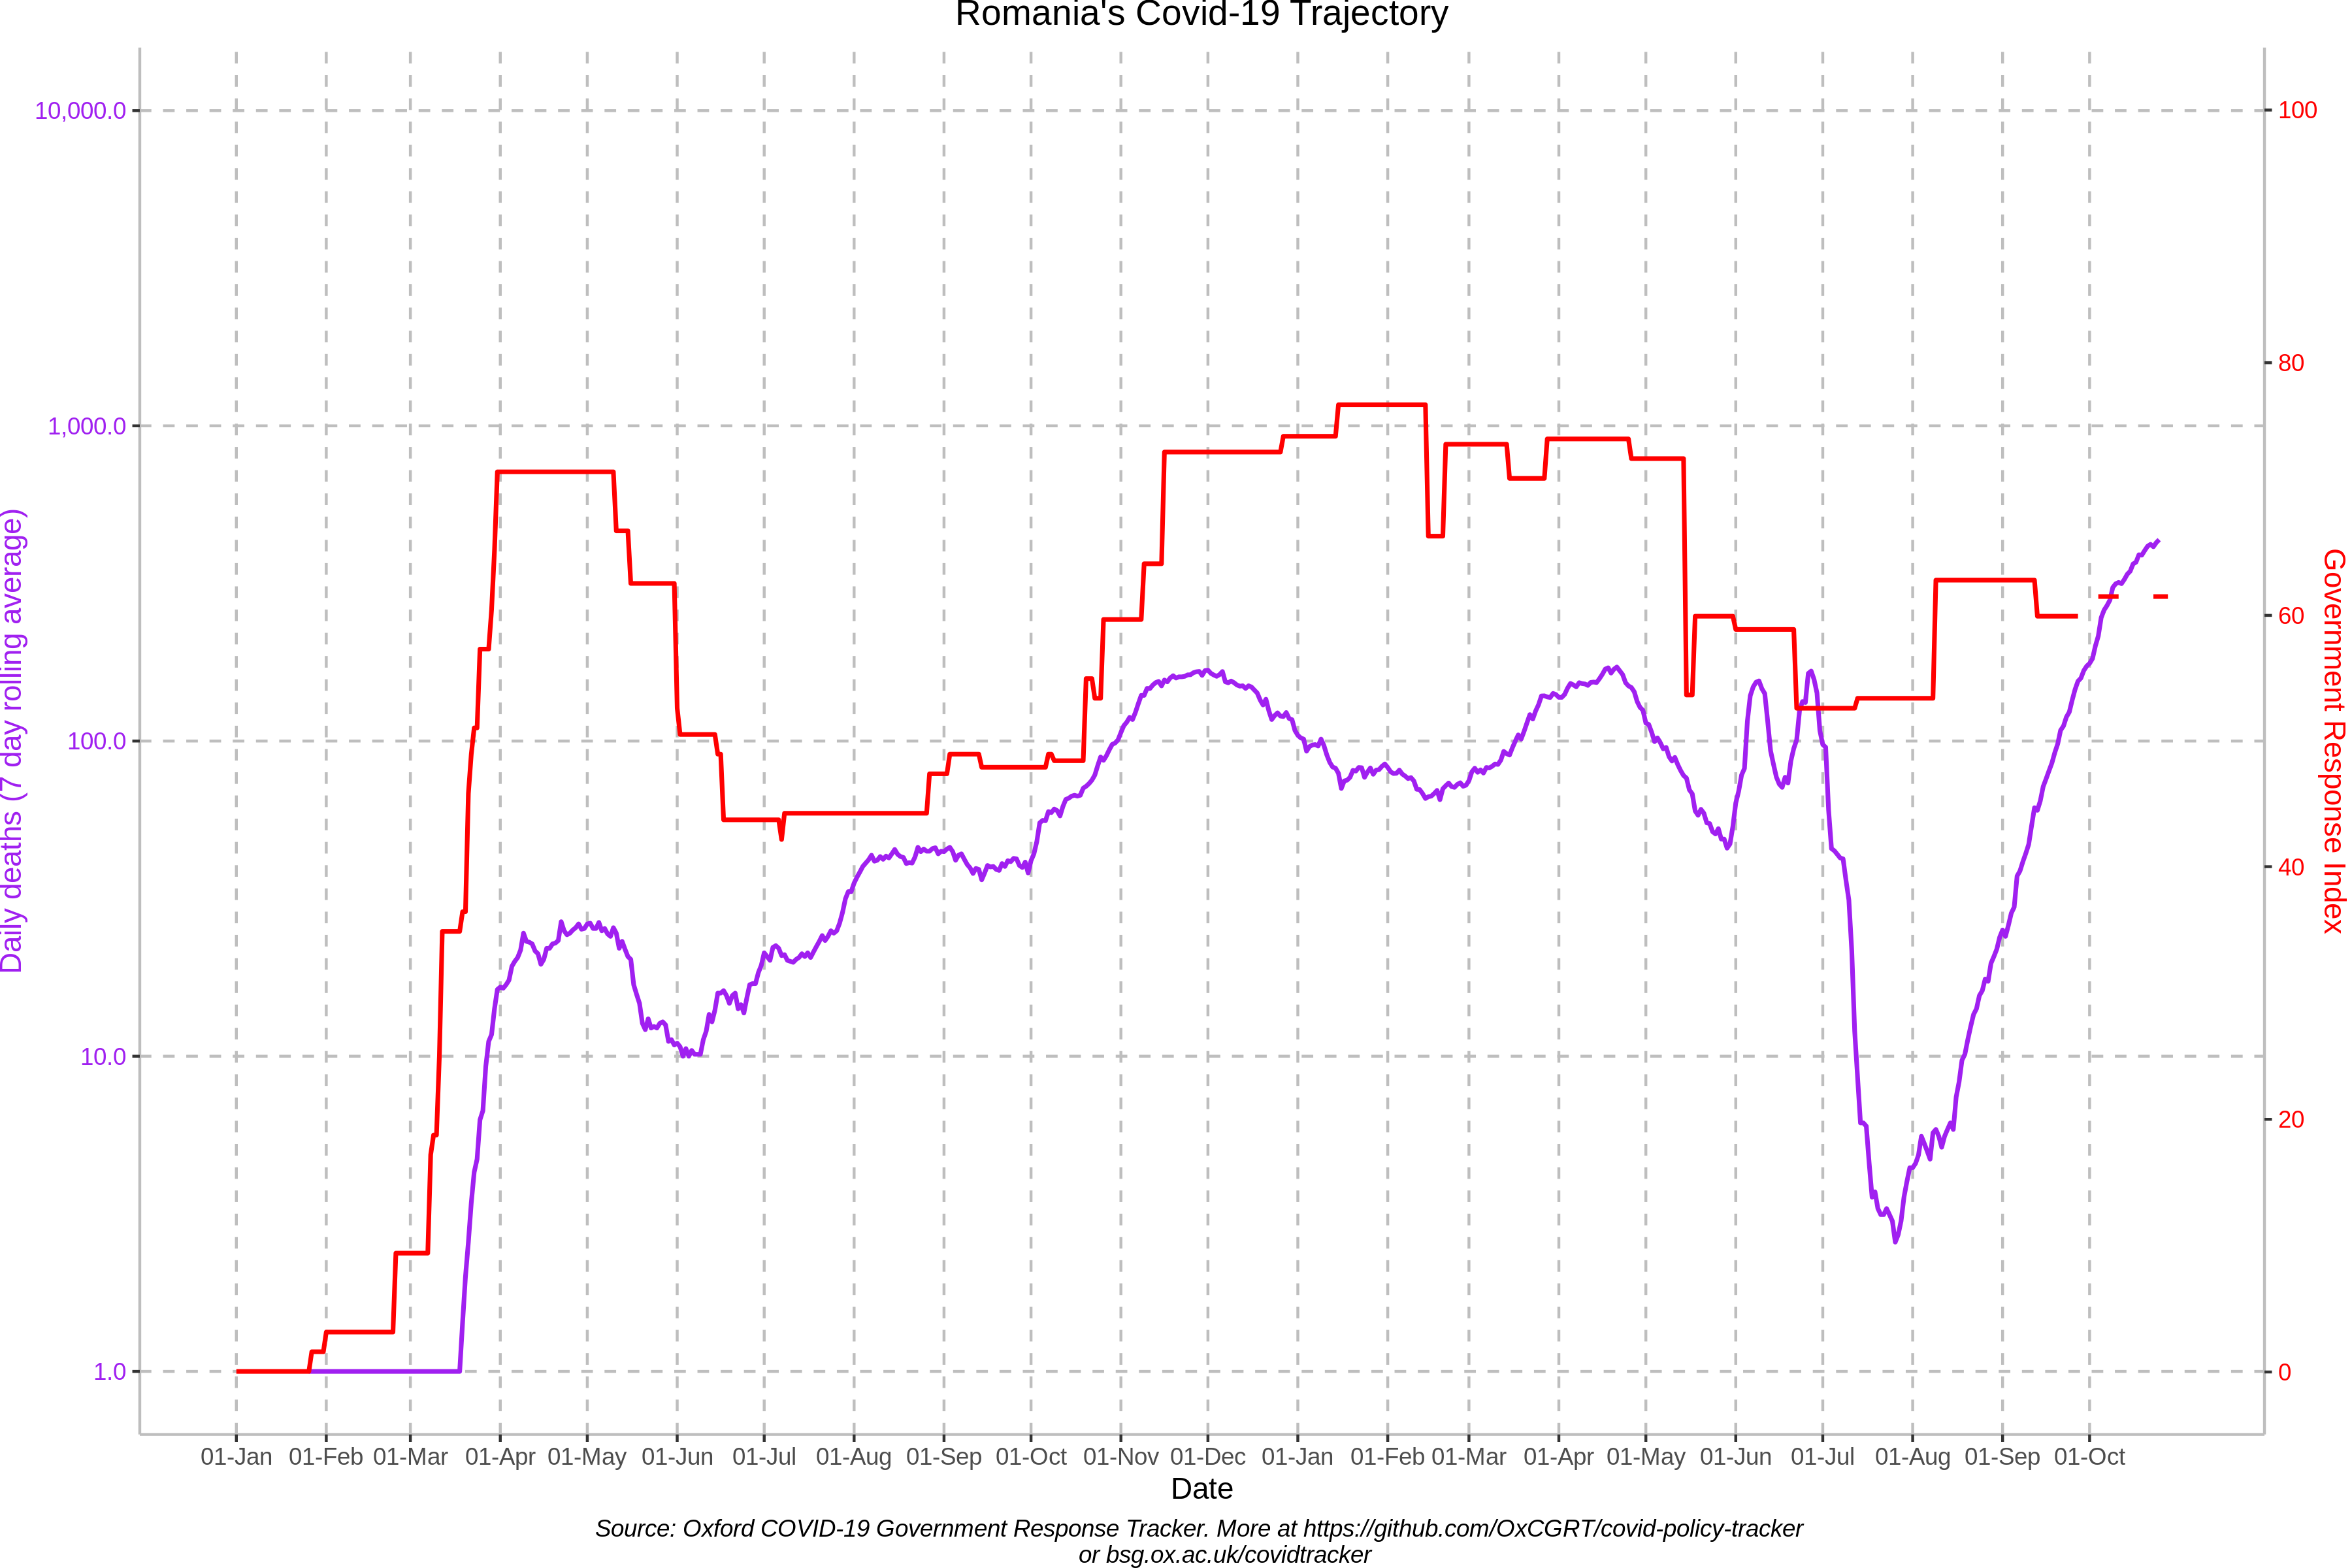 Romania's Covid-19 Trajectory
10,000.0
1,000.0
100.0
10.0
1.0
Daily deaths (7 day rolling average)
100
80
60
40
20
0
Government Response Index
01-Jan 01-Feb 01-Mar 01-Apr 01-May 01-Jun 01-Jul 01-Aug 01-Sep 01-Oct 01-Nov 01-Dec 01-Jan 01-Feb 01-Mar 01-Apr 01-May 01-Jun 01-Jul 01-Aug 01-Sep 01-Oct
Date
Source: Oxford COVID-19 Government Response Tracker. More at https://github.com/OxCGRT/covid-policy-tracker
or bsg.ox.ac.uk/covidtracker